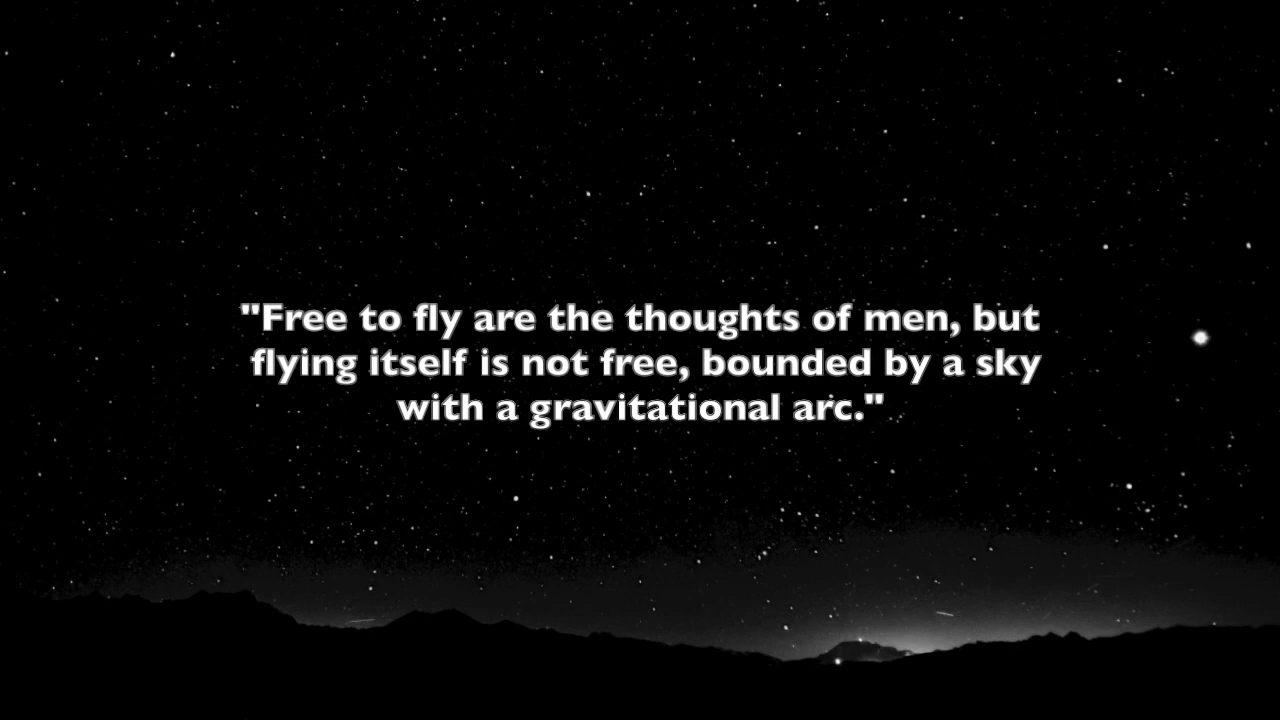 "Free to fly are the thoughts of men, but
flying itself is not free, bounded by a sky
with a gravitational arc."